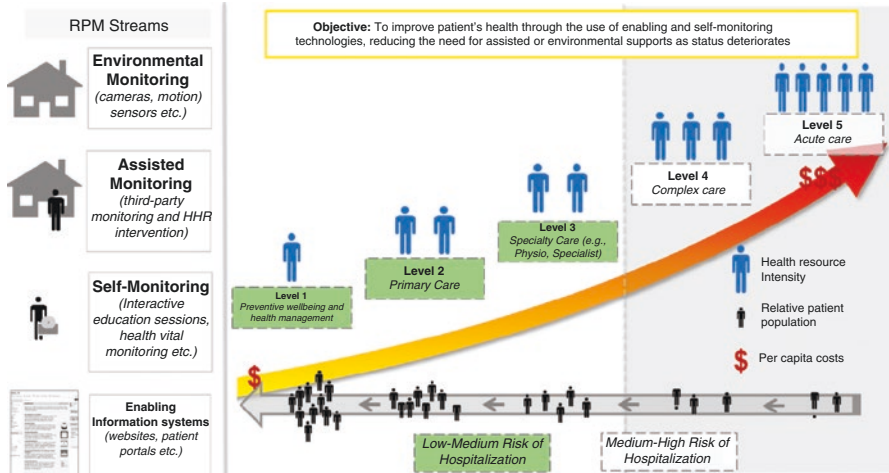 RPM Streams
Environmental
Monitoring
(cameras, motion)
sensors etc.)
Assisted
Monitoring
(third-party
monitoring and HHR
intervention)
Self-Monitoring
(Interactive
education sessions,
health vital
monitoring etc.)
Enabling
Information systems
(websites, patient
portals etc.)
Objective: To improve patient's health through the use of enabling and self-monitoring
technologies, reducing the need for assisted or environmental supports as status deteriorates
Level 1
Preventive wellbeing and
health management
Level 2
Primary Care
Level 3
Specialty Care (e.g.,
Physio, Specialist)
Level 4
Complex care
Level 5
Acute care
$
$$$
Health resource
Intensity
Relative patient
population
$
Per capita costs
Low-Medium Risk of
Hospitalization
Medium-High Risk of
Hospitalization